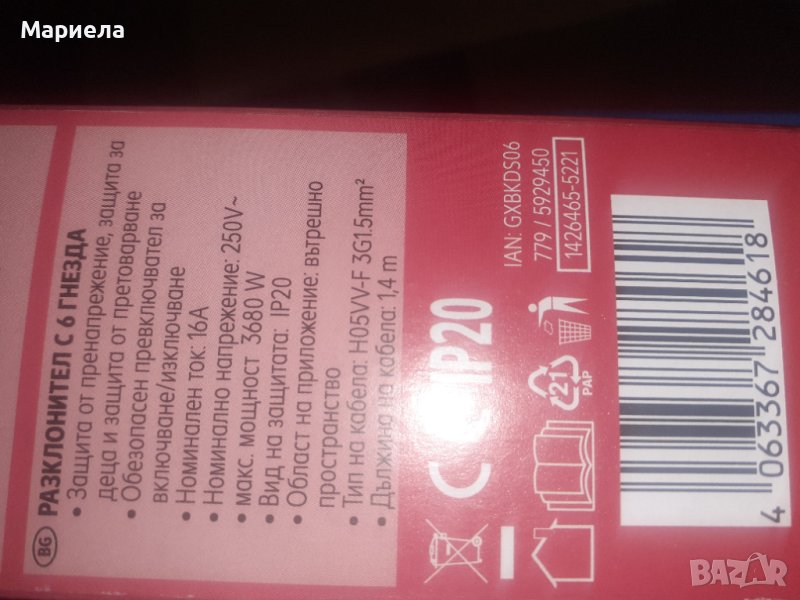 Мариела
BG
РАЗКЛОНИТЕЛ С 6 ГНЕЗДА
• Защита от пренапрежение, защита за
деца и защита от претоварване
• Обезопасен превключвател за
включване/изключване
• Номинален ток: 16A
• Номинално напрежение: 250V~
• макс. мощност 3680 W
• Вид на защитата: IP20
• Област на приложение: вътрешно
пространство
• Тип на кабела: H05VV-F 3G1.5mm²
• Дължина на кабела: 1,4 m
CE IP20
21
PAP
IAN: GXBKDS06
779 / 5929450
1426465-5221
4 063367 284618
BAZAR